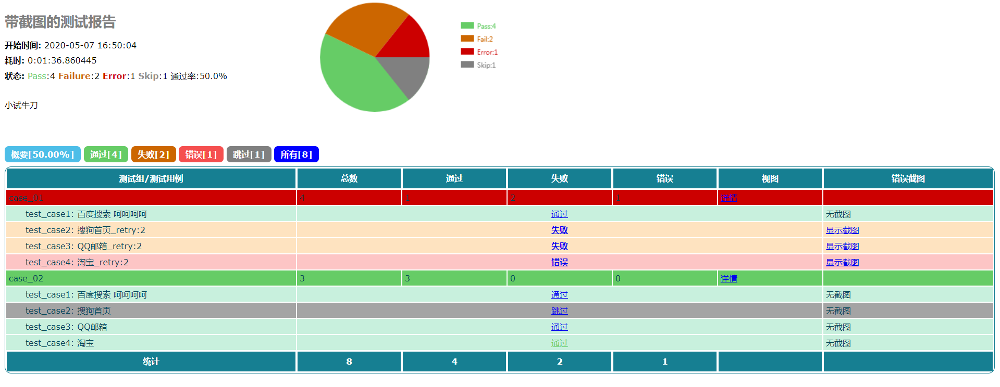 带截图的测试报告
开始时间: 2020-05-07 16:50:04
耗时: 0:01:36.860445
状态: Pass:4 Failure:2 Error:1 Skip:1 通过率:50.0%
小试牛刀
Pass:4
Fail:2
Error:1
Skip:1
概要[50.00%] 通过[4] 失败[2] 错误[1] 跳过[1] 所有[8]
测试组/测试用例 总数 通过 失败 错误 视图 错误截图
case_01 4 1 2 1 详情
test_case1: 百度搜索 呵呵呵呵 通过 无截图
test_case2: 搜狗首页_retry:2 失败 显示截图
test_case3: QQ邮箱_retry:2 失败 显示截图
test_case4: 淘宝_retry:2 错误 显示截图
case_02 3 3 0 0 详情
test_case1: 百度搜索 呵呵呵呵 通过 无截图
test_case2: 搜狗首页 跳过 无截图
test_case3: QQ邮箱 通过 无截图
test_case4: 淘宝 通过 无截图
统计 8 4 2 1